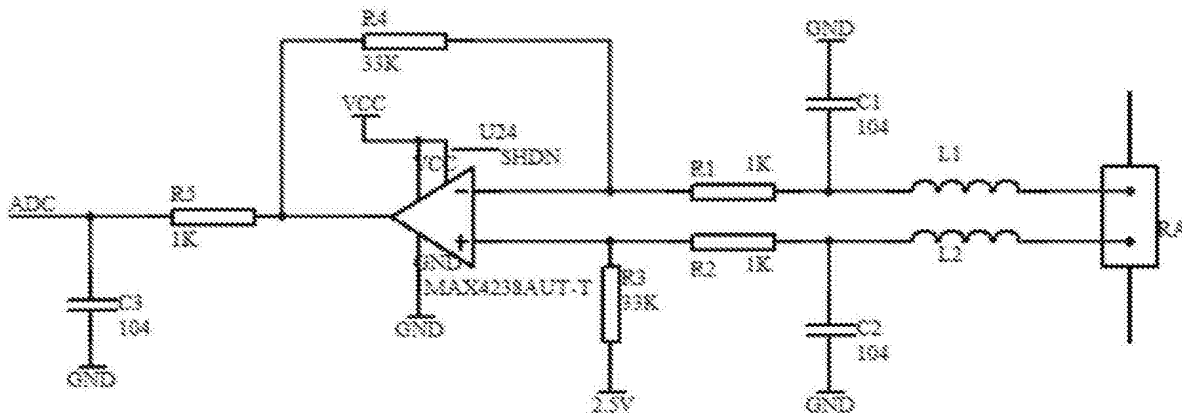 R4
33K
GND
C1
104
VCC
U24
SHDN
VCC
R1
1K
L1
ADC
R5
1K
R2
1K
L2
RA
GND
MAX4238AUT-T
GND
R3
33K
2.5V
C2
104
GND
C3
104
GND